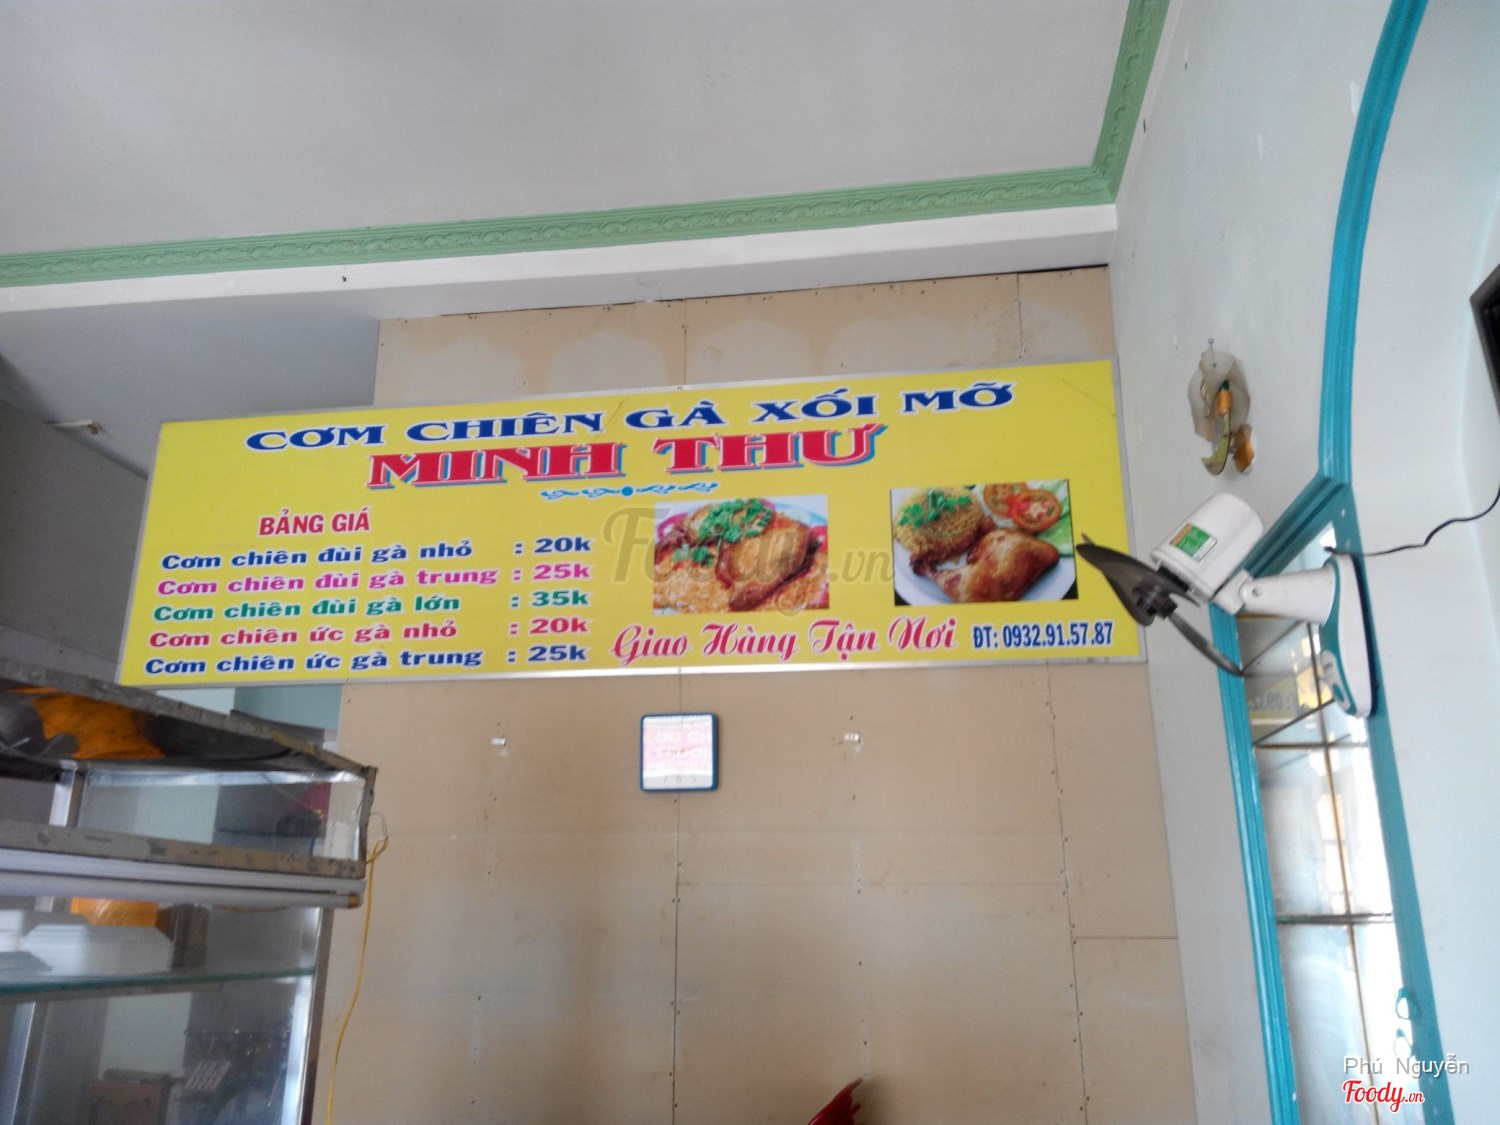 CƠM CHIÊN GÀ XỐI MỠ
MINH THƯ
BẢNG GIÁ
Cơm chiên đùi gà nhỏ : 20k
Cơm chiên đùi gà trung : 25k
Cơm chiên đùi gà lớn : 35k
Cơm chiên ức gà nhỏ : 20k
Cơm chiên ức gà trung : 25k
Giao Hàng Tận Nơi ĐT: 0932.91.57.87
Foody.vn
Phú Nguyễn
Foody.vn